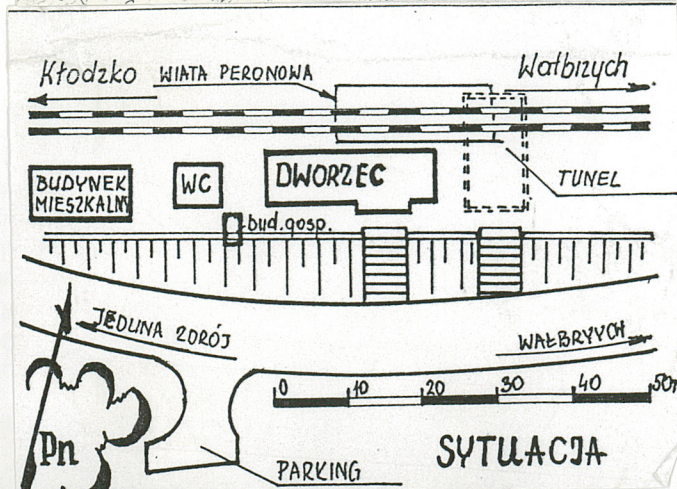 Kłodzko
WIATA PERONOWA
Wałbrzych
BUDYNEK
MIESZKALNY
WC
DWORZEC
TUNEL
bud.gosp.
JEDLINA ZDRÓJ
WAŁBRYYCH
0 10 20 30 40 50m
Pn
SYTUACJA
PARKING